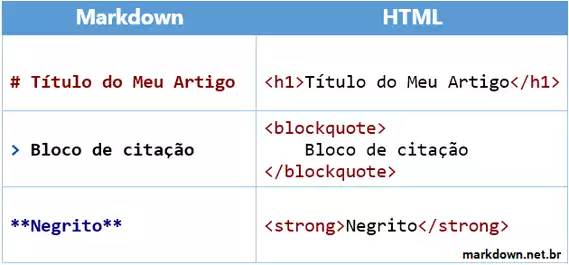 Markdown HTML
# Título do Meu Artigo <h1>Título do Meu Artigo</h1>
> Bloco de citação <blockquote>
Bloco de citação
</blockquote>
**Negrito** <strong>Negrito</strong>
markdown.net.br